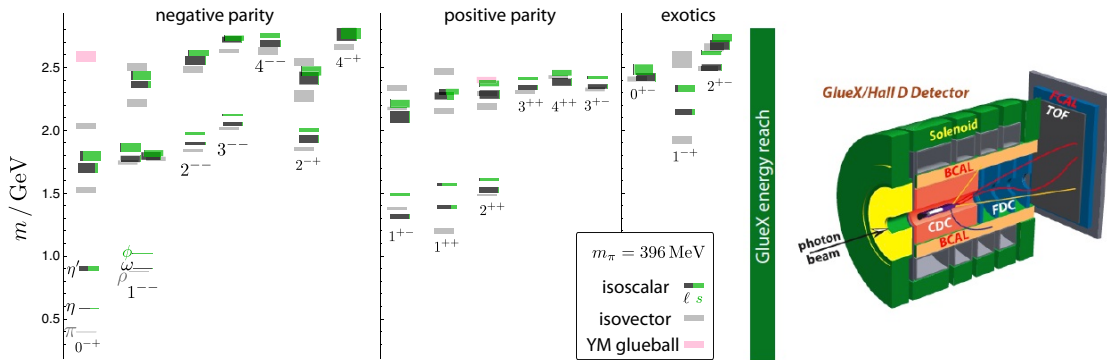 negative parity
positive parity
exotics
m / GeV
2.5
2.0
1.5
1.0
0.5
η′
η
π
0⁻⁺
ϕ
ω
ρ
1⁻⁻
2⁻⁻
3⁻⁻
4⁻⁻
2⁻⁺
4⁻⁺
1⁺⁻
1⁺⁺
2⁺⁺
3⁺⁺
4⁺⁺
3⁺⁻
0⁺⁻
1⁻⁺
2⁺⁻
m_π = 396 MeV
isoscalar
ℓ s
isovector
YM glueball
GlueX energy reach
GlueX/Hall D Detector
FCAL
TOF
Solenoid
BCAL
CDC
FDC
BCAL
photon
beam